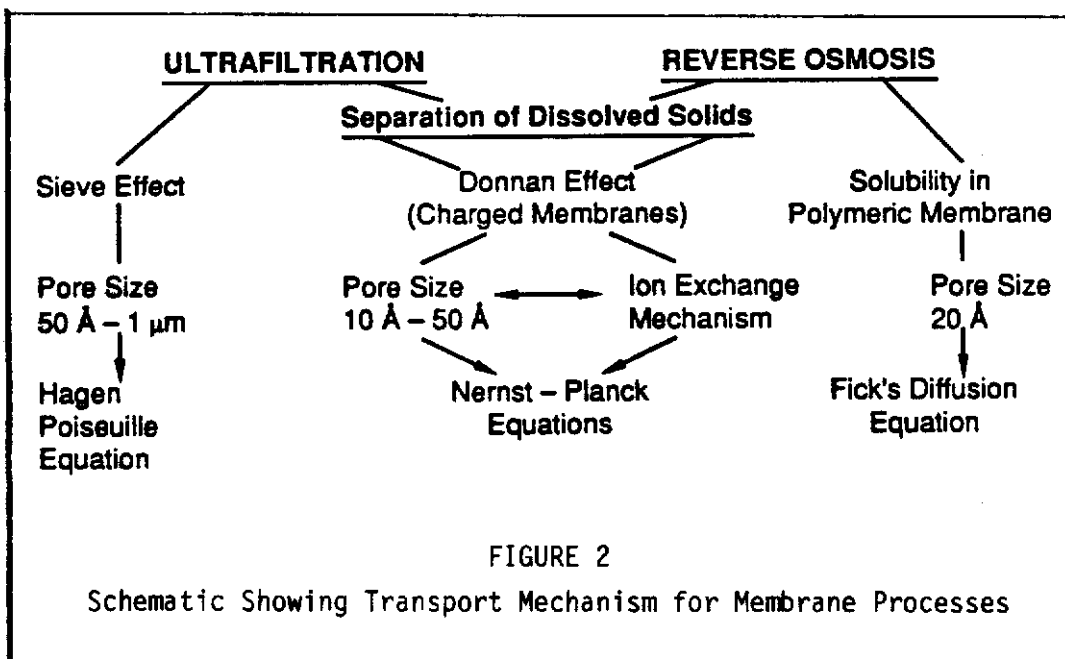 ULTRAFILTRATION
REVERSE OSMOSIS
Separation of Dissolved Solids
Sieve Effect
Donnan Effect
(Charged Membranes)
Solubility in
Polymeric Membrane
Pore Size
50 Å – 1 μm
Pore Size
10 Å – 50 Å
Ion Exchange
Mechanism
Pore Size
20 Å
Hagen
Poiseuille
Equation
Nernst – Planck
Equations
Fick's Diffusion
Equation
FIGURE 2
Schematic Showing Transport Mechanism for Membrane Processes